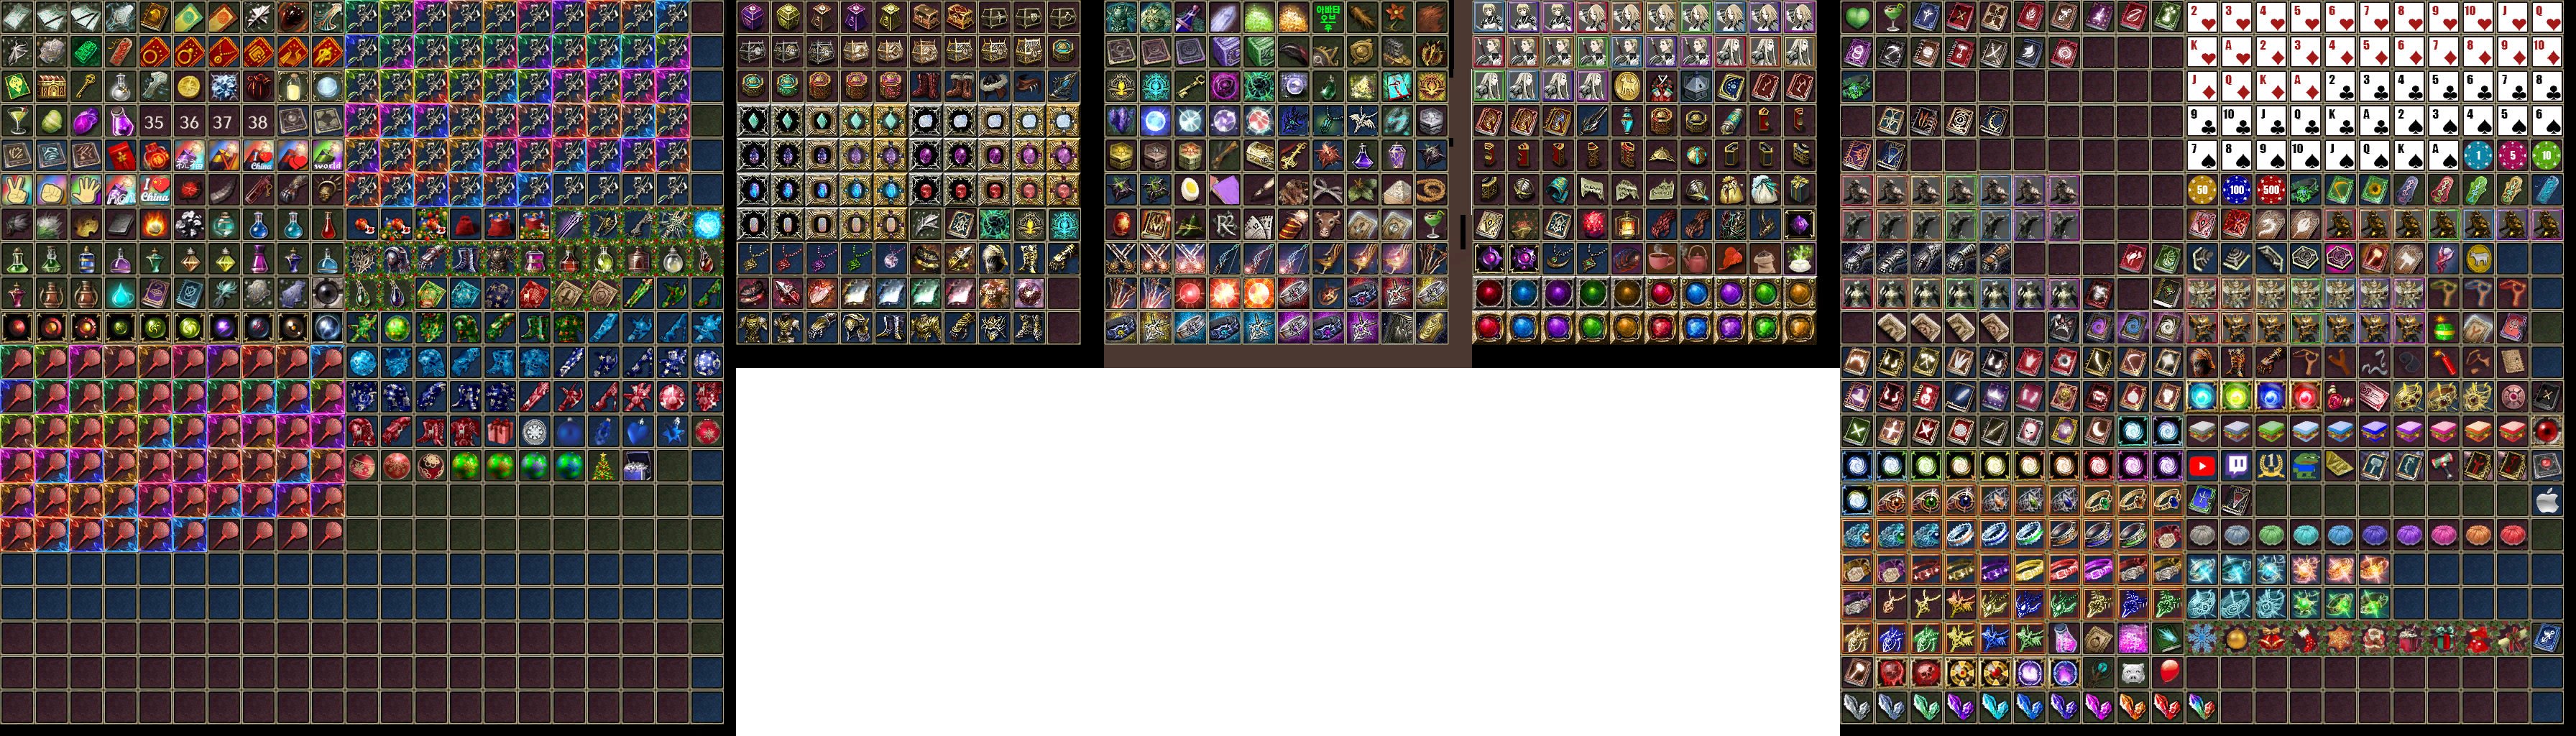 아바타
오브
2 3 4 5 6 7 8 9 10 J Q
K A 2 3 4 5 6 7 8 9 10
J Q K A 2 3 4 5 6 7 8
35 36 37 38
9 10 J Q K A 2 3 4 5 6
I
China
world
7 8 9 10 J Q K A 1 5 10
I
China
50 100 500
1